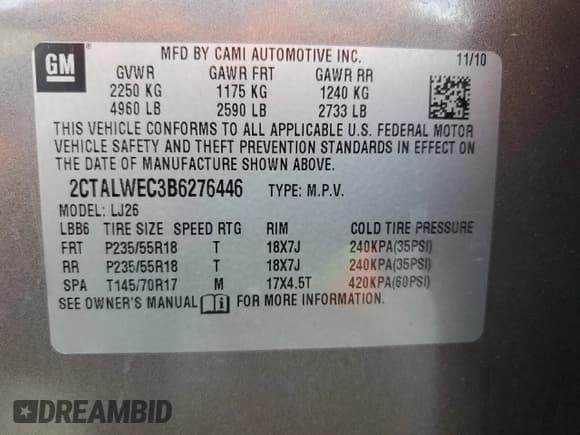 GM
MFD BY CAMI AUTOMOTIVE INC. 11/10
GVWR GAWR FRT GAWR RR
2250 KG 1175 KG 1240 KG
4960 LB 2590 LB 2733 LB
THIS VEHICLE CONFORMS TO ALL APPLICABLE U.S. FEDERAL MOTOR
VEHICLE SAFETY AND THEFT PREVENTION STANDARDS IN EFFECT ON
THE DATE OF MANUFACTURE SHOWN ABOVE.
2CTALWEC3B6276446 TYPE: M.P.V.
MODEL: LJ26
LBB6 TIRE SIZE SPEED RTG RIM COLD TIRE PRESSURE
FRT P235/55R18 T 18X7J 240KPA(35PSI)
RR P235/55R18 T 18X7J 240KPA(35PSI)
SPA T145/70R17 M 17X4.5T 420KPA(60PSI)
SEE OWNER'S MANUAL i FOR MORE INFORMATION.
DREAMBID